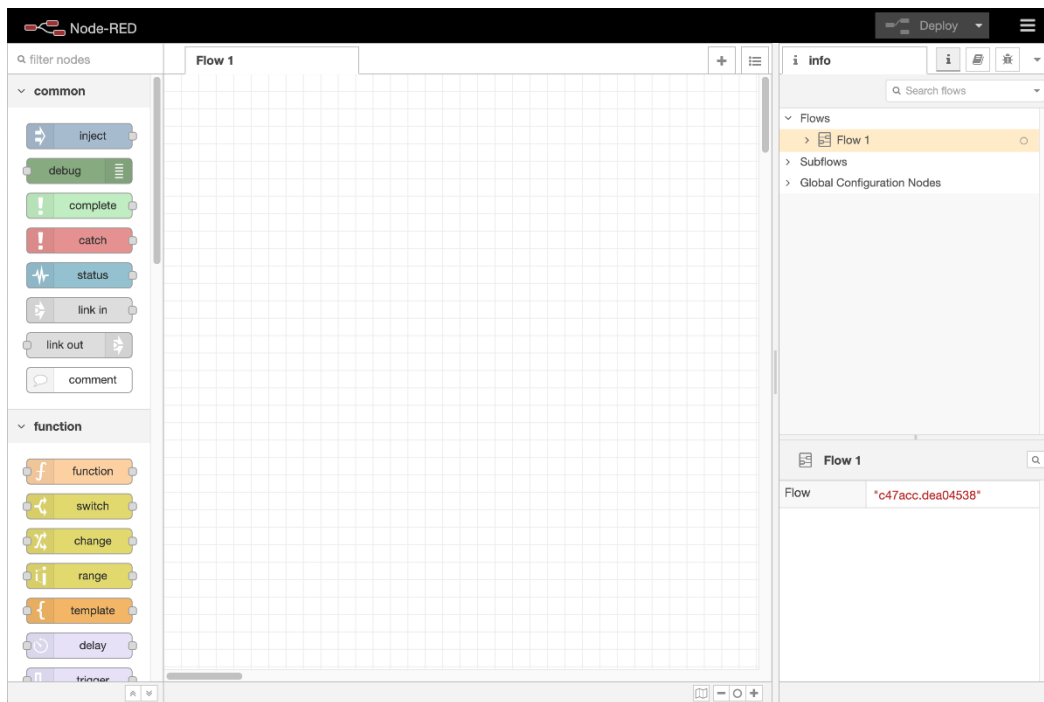 Node-RED
Deploy
filter nodes
Flow 1
info
i
Search flows
common
inject
debug
complete
catch
status
link in
link out
comment
function
function
switch
change
range
template
delay
trigger
Flows
Flow 1
Subflows
Global Configuration Nodes
Flow 1
Flow
"c47acc.dea04538"